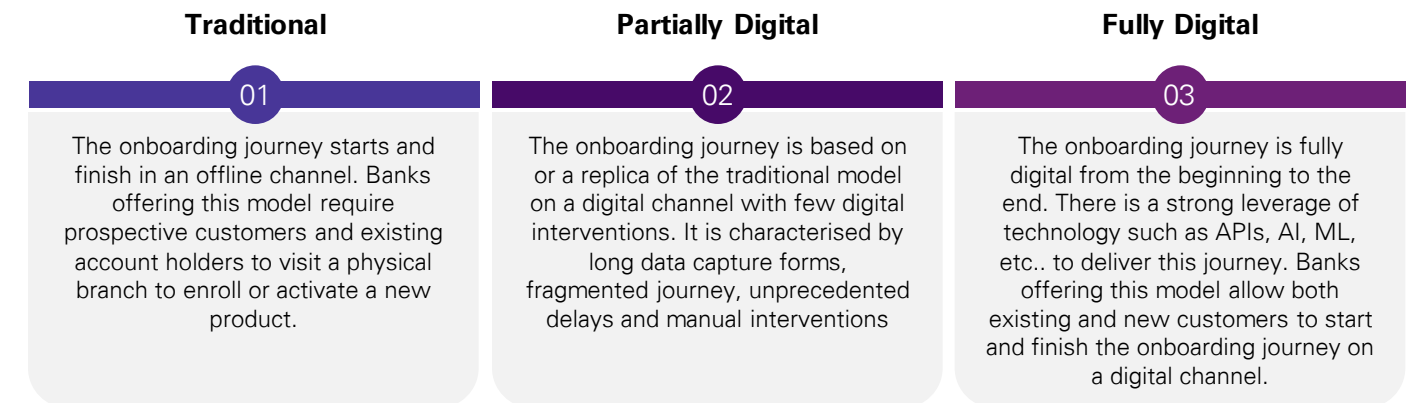 Traditional
01
The onboarding journey starts and
finish in an offline channel. Banks
offering this model require
prospective customers and existing
account holders to visit a physical
branch to enroll or activate a new
product.
Partially Digital
02
The onboarding journey is based on
or a replica of the traditional model
on a digital channel with few digital
interventions. It is characterised by
long data capture forms,
fragmented journey, unprecedented
delays and manual interventions
Fully Digital
03
The onboarding journey is fully
digital from the beginning to the
end. There is a strong leverage of
technology such as APIs, AI, ML,
etc.. to deliver this journey. Banks
offering this model allow both
existing and new customers to start
and finish the onboarding journey on
a digital channel.